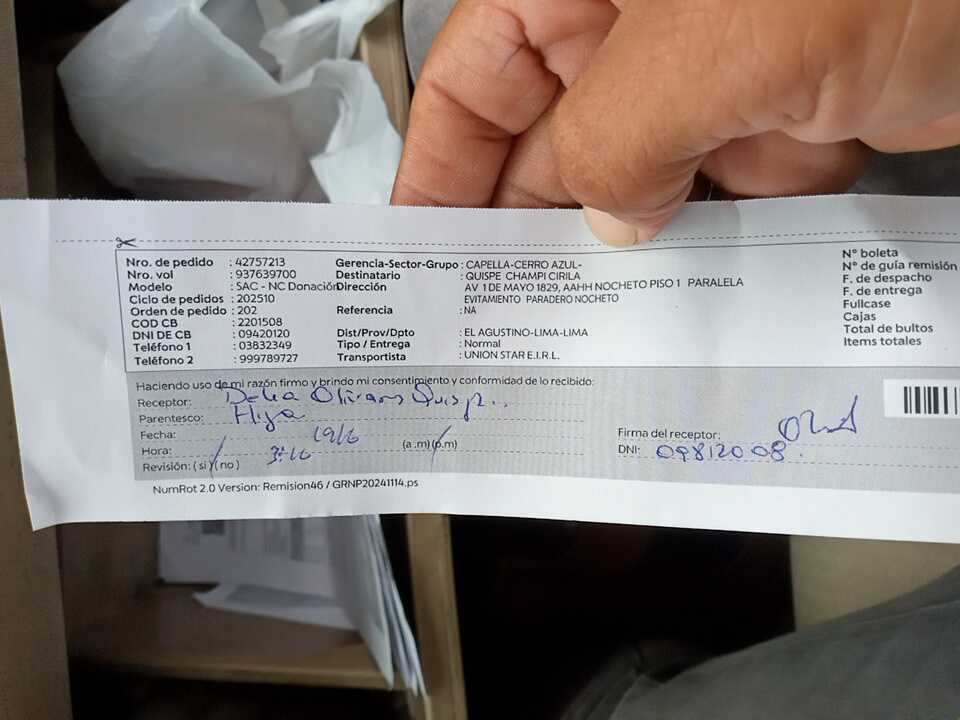 Nro. de pedido : 42757213
Nro. vol : 937639700
Modelo : SAC - NC Donación
Ciclo de pedidos : 202510
Orden de pedido : 202
COD CB : 2201508
DNI DE CB : 09420120
Teléfono 1 : 03832349
Teléfono 2 : 999789727
Gerencia-Sector-Grupo : CAPELLA-CERRO AZUL-
Destinatario : QUISPE CHAMPI CIRILA
Dirección AV 1 DE MAYO 1829, AAHH NOCHETO PISO 1 PARALELA
EVITAMIENTO PARADERO NOCHETO
Referencia : NA
Dist/Prov/Dpto : EL AGUSTINO-LIMA-LIMA
Tipo / Entrega : Normal
Transportista : UNION STAR E.I.R.L.
N° boleta
N° de guía remisión
F. de despacho
F. de entrega
Fullcase
Cajas
Total de bultos
Items totales
Haciendo uso de mi razón firmo y brindo mi consentimiento y conformidad de lo recibido:
Receptor:
Parentesco: Hija
Fecha: 19/6
Hora: (a.m) (p.m)
Revisión: ( si ) ( no )
Firma del receptor:
DNI: 09812008.
NumRot 2.0 Version: Remision46 / GRNP20241114.ps